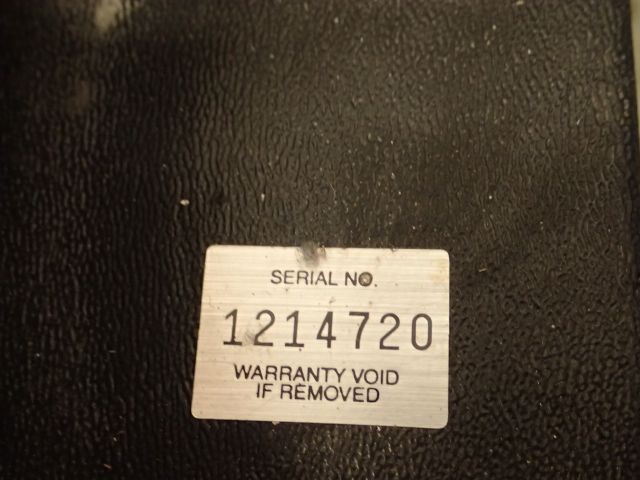 SERIAL NO.
1214720
WARRANTY VOID
IF REMOVED